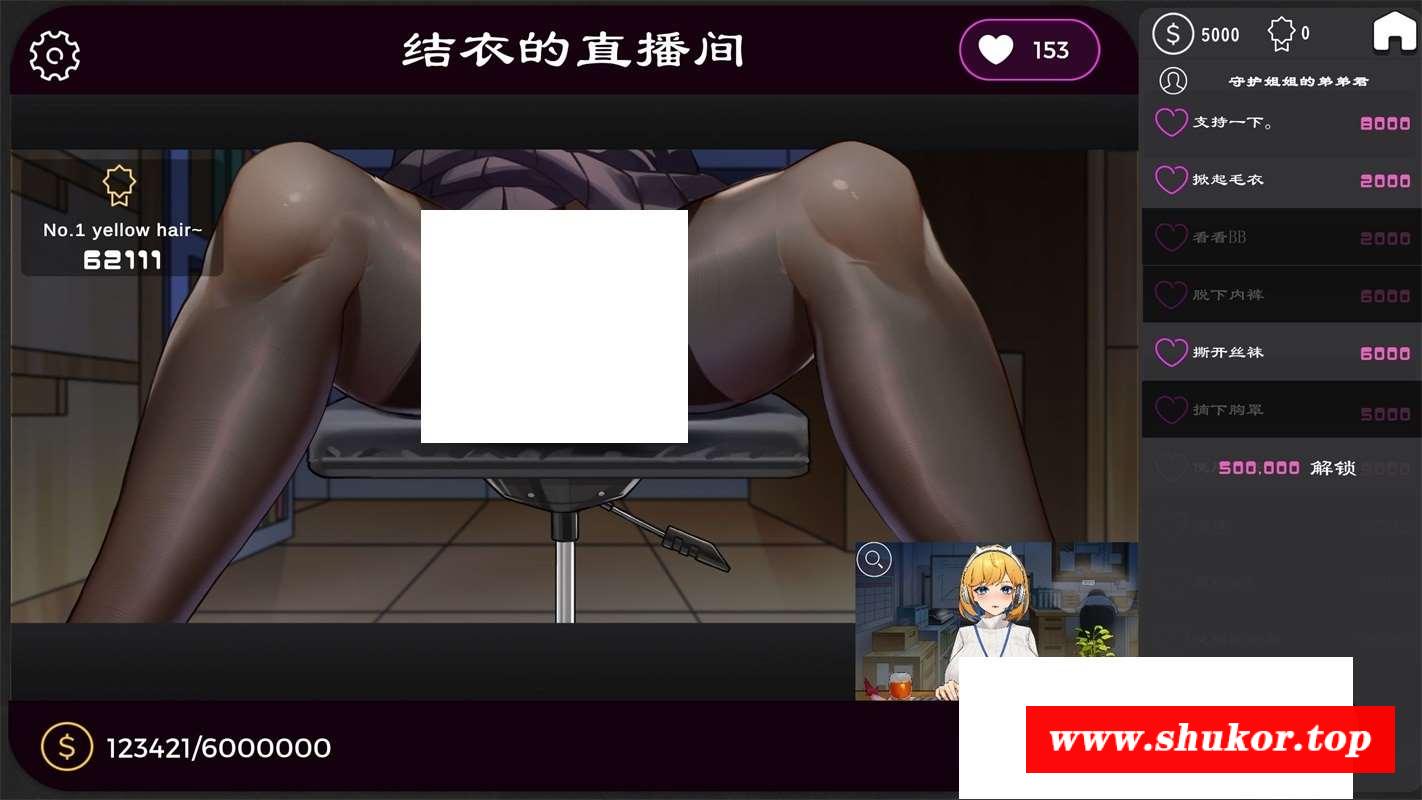 结衣的直播间
153
5000
0
守护姐姐的弟弟君
支持一下。 8000
掀起毛衣 2000
看看BB 2000
脱下内裤 6000
撕开丝袜 6000
摘下胸罩 5000
500,000 解锁
No.1 yellow hair~
62111
123421/6000000
www.shukor.top